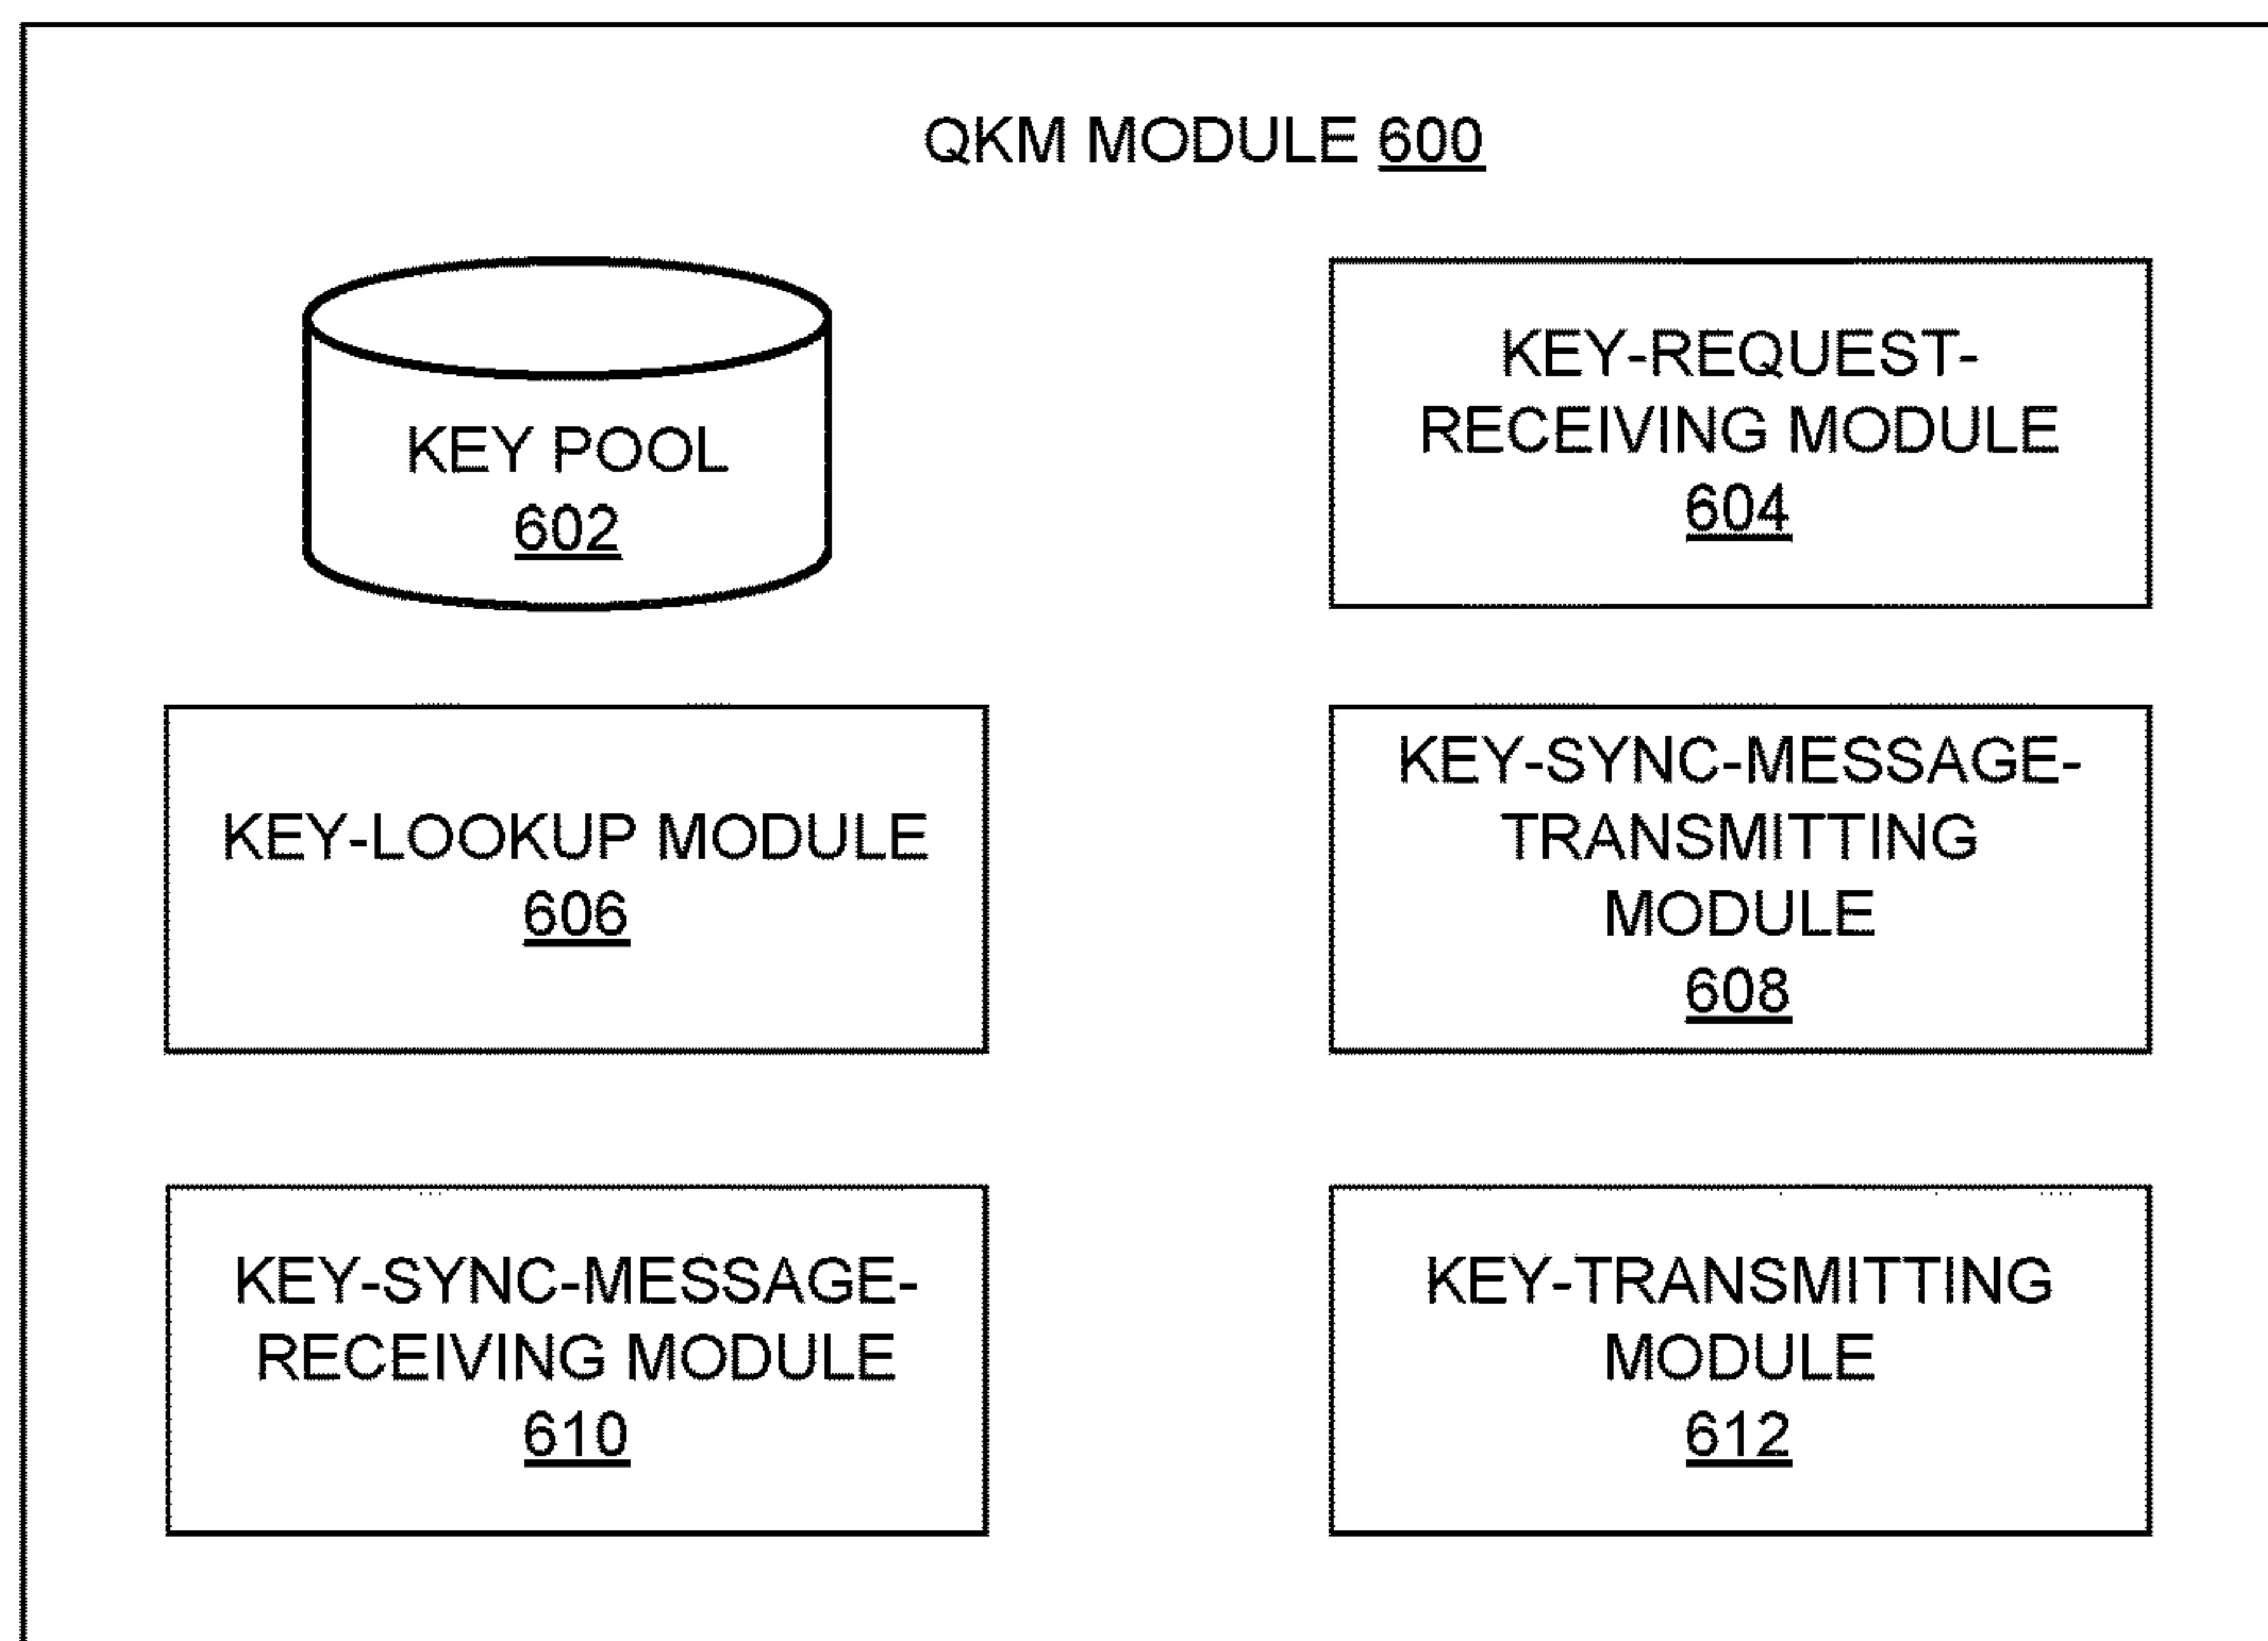 QKM MODULE 600
KEY POOL
602
KEY-REQUEST-
RECEIVING MODULE
604
KEY-LOOKUP MODULE
606
KEY-SYNC-MESSAGE-
TRANSMITTING
MODULE
608
KEY-SYNC-MESSAGE-
RECEIVING MODULE
610
KEY-TRANSMITTING
MODULE
612